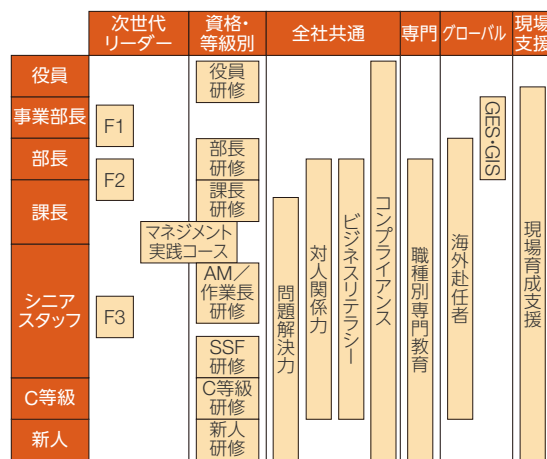 次世代
リーダー
資格・
等級別
全社共通
専門
グローバル
現場
支援
役員
事業部長
部長
課長
シニア
スタッフ
C等級
新人
F1
F2
F3
役員
研修
部長
研修
課長
研修
マネジメント
実践コース
AM／
作業長
研修
SSF
研修
C等級
研修
新人
研修
問題解決力
対人関係力
ビジネスリテラシー
コンプライアンス
職種別専門教育
海外赴任者
GES・GIS
現場育成支援